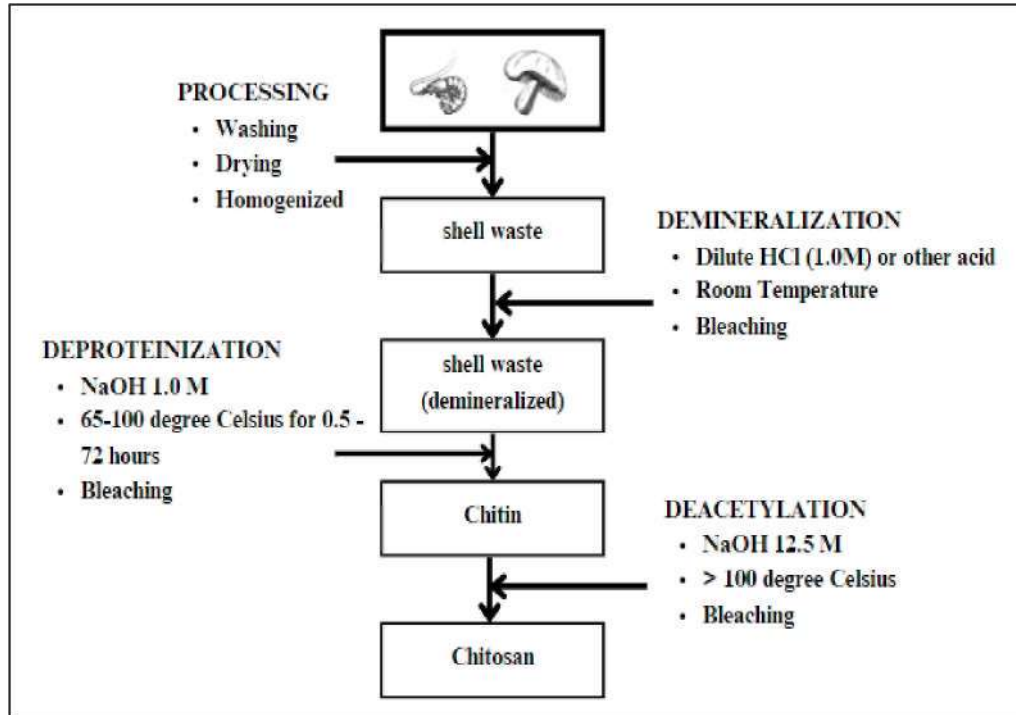 PROCESSING
• Washing
• Drying
• Homogenized
shell waste
DEMINERALIZATION
• Dilute HCl (1.0M) or other acid
• Room Temperature
• Bleaching
shell waste
(demineralized)
DEPROTEINIZATION
• NaOH 1.0 M
• 65-100 degree Celsius for 0.5 -
72 hours
• Bleaching
Chitin
DEACETYLATION
• NaOH 12.5 M
• > 100 degree Celsius
• Bleaching
Chitosan